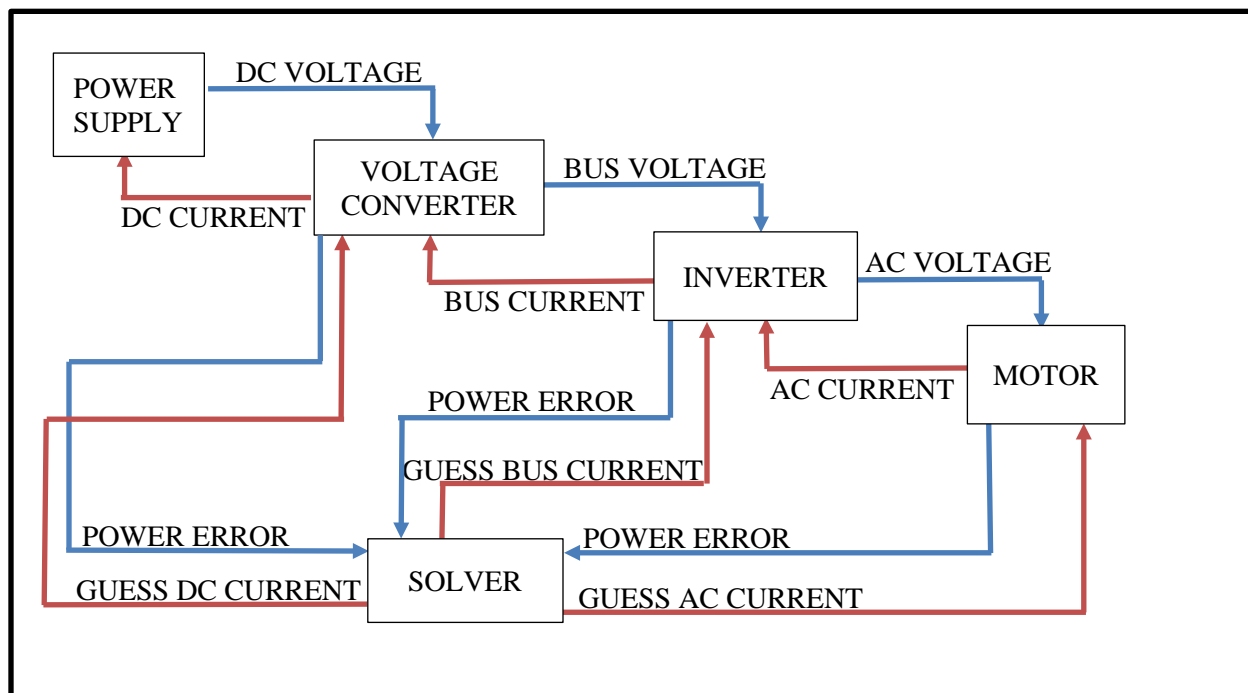 DC VOLTAGE
POWER
SUPPLY
VOLTAGE
CONVERTER
BUS VOLTAGE
DC CURRENT
INVERTER
AC VOLTAGE
BUS CURRENT
MOTOR
AC CURRENT
POWER ERROR
GUESS BUS CURRENT
POWER ERROR
POWER ERROR
SOLVER
GUESS DC CURRENT
GUESS AC CURRENT